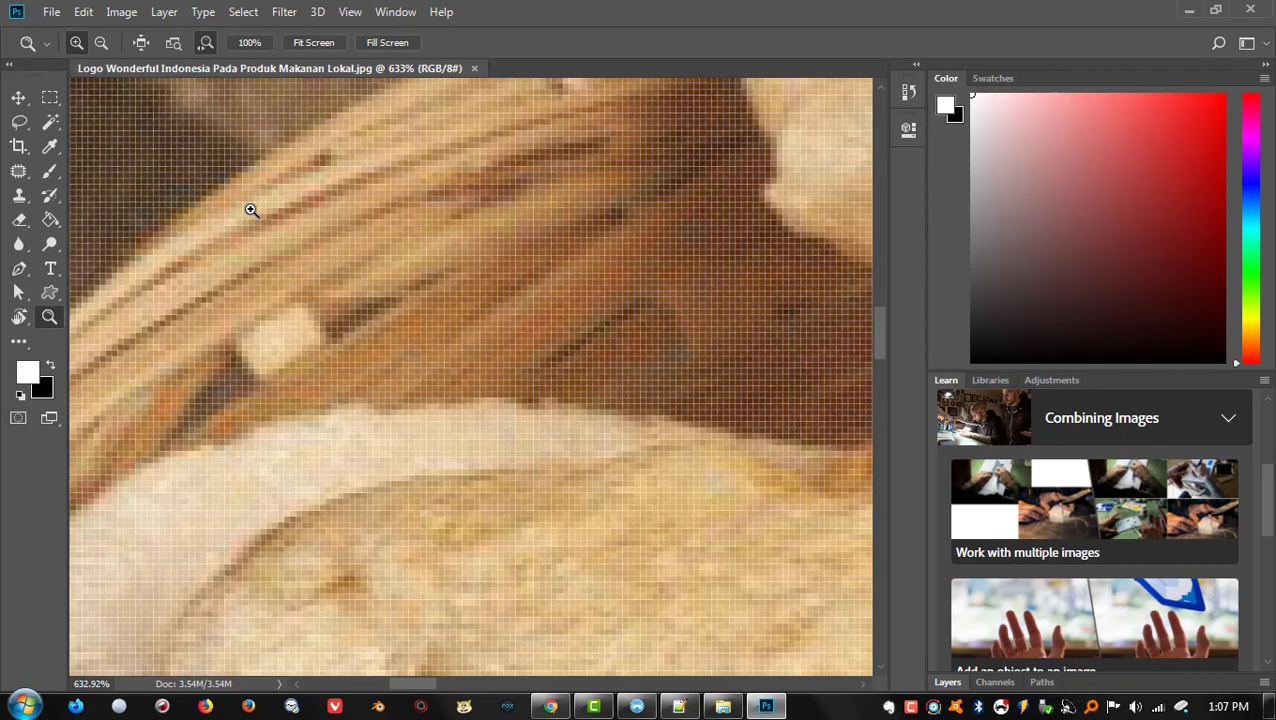 Ps File Edit Image Layer Type Select Filter 3D View Window Help
100% Fit Screen Fill Screen
Logo Wonderful Indonesia Pada Produk Makanan Lokal.jpg @ 633% (RGB/8#)
Color Swatches
Learn Libraries Adjustments
Combining Images
Work with multiple images
Add an object to an image
Layers Channels Paths
632.92% Doc: 3.54M/3.54M
Ps 1:07 PM